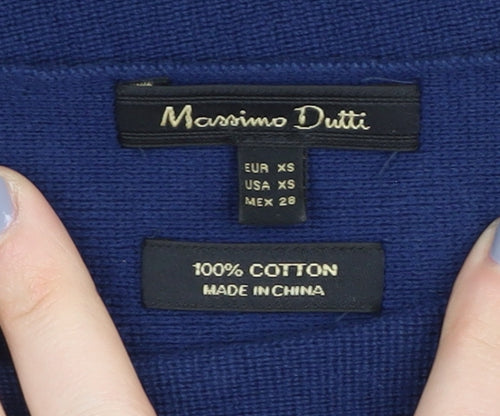 Massimo Dutti
EUR XS
USA XS
MEX 26
100% COTTON
MADE IN CHINA